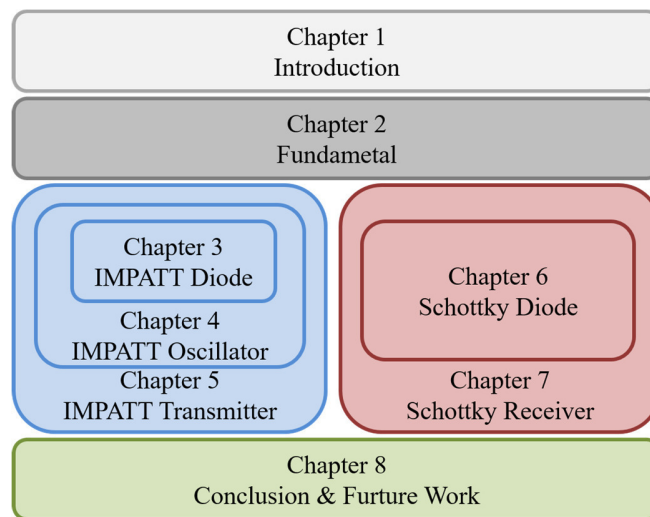 Chapter 1
Introduction
Chapter 2
Fundametal
Chapter 3
IMPATT Diode
Chapter 4
IMPATT Oscillator
Chapter 5
IMPATT Transmitter
Chapter 6
Schottky Diode
Chapter 7
Schottky Receiver
Chapter 8
Conclusion & Furture Work